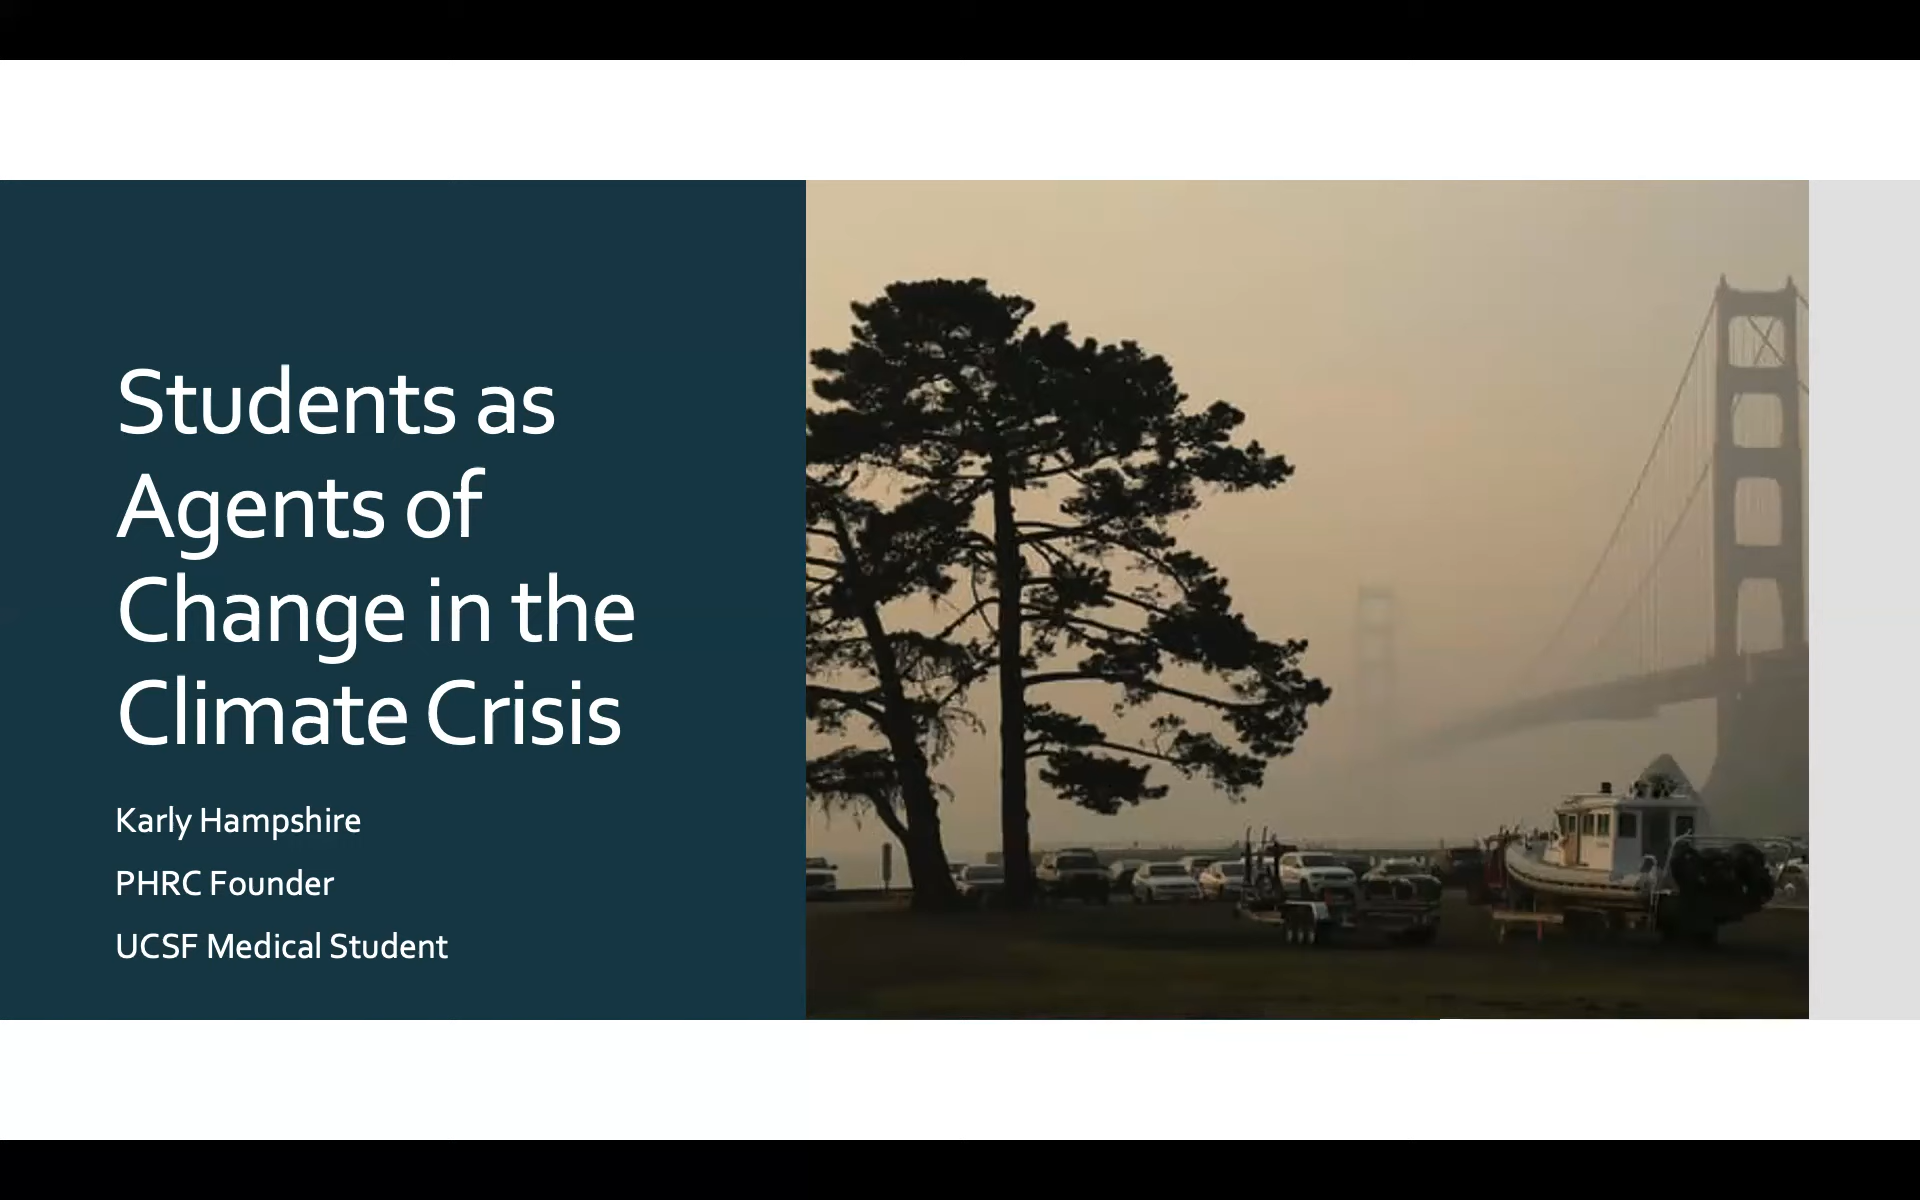 Students as
Agents of
Change in the
Climate Crisis
Karly Hampshire
PHRC Founder
UCSF Medical Student